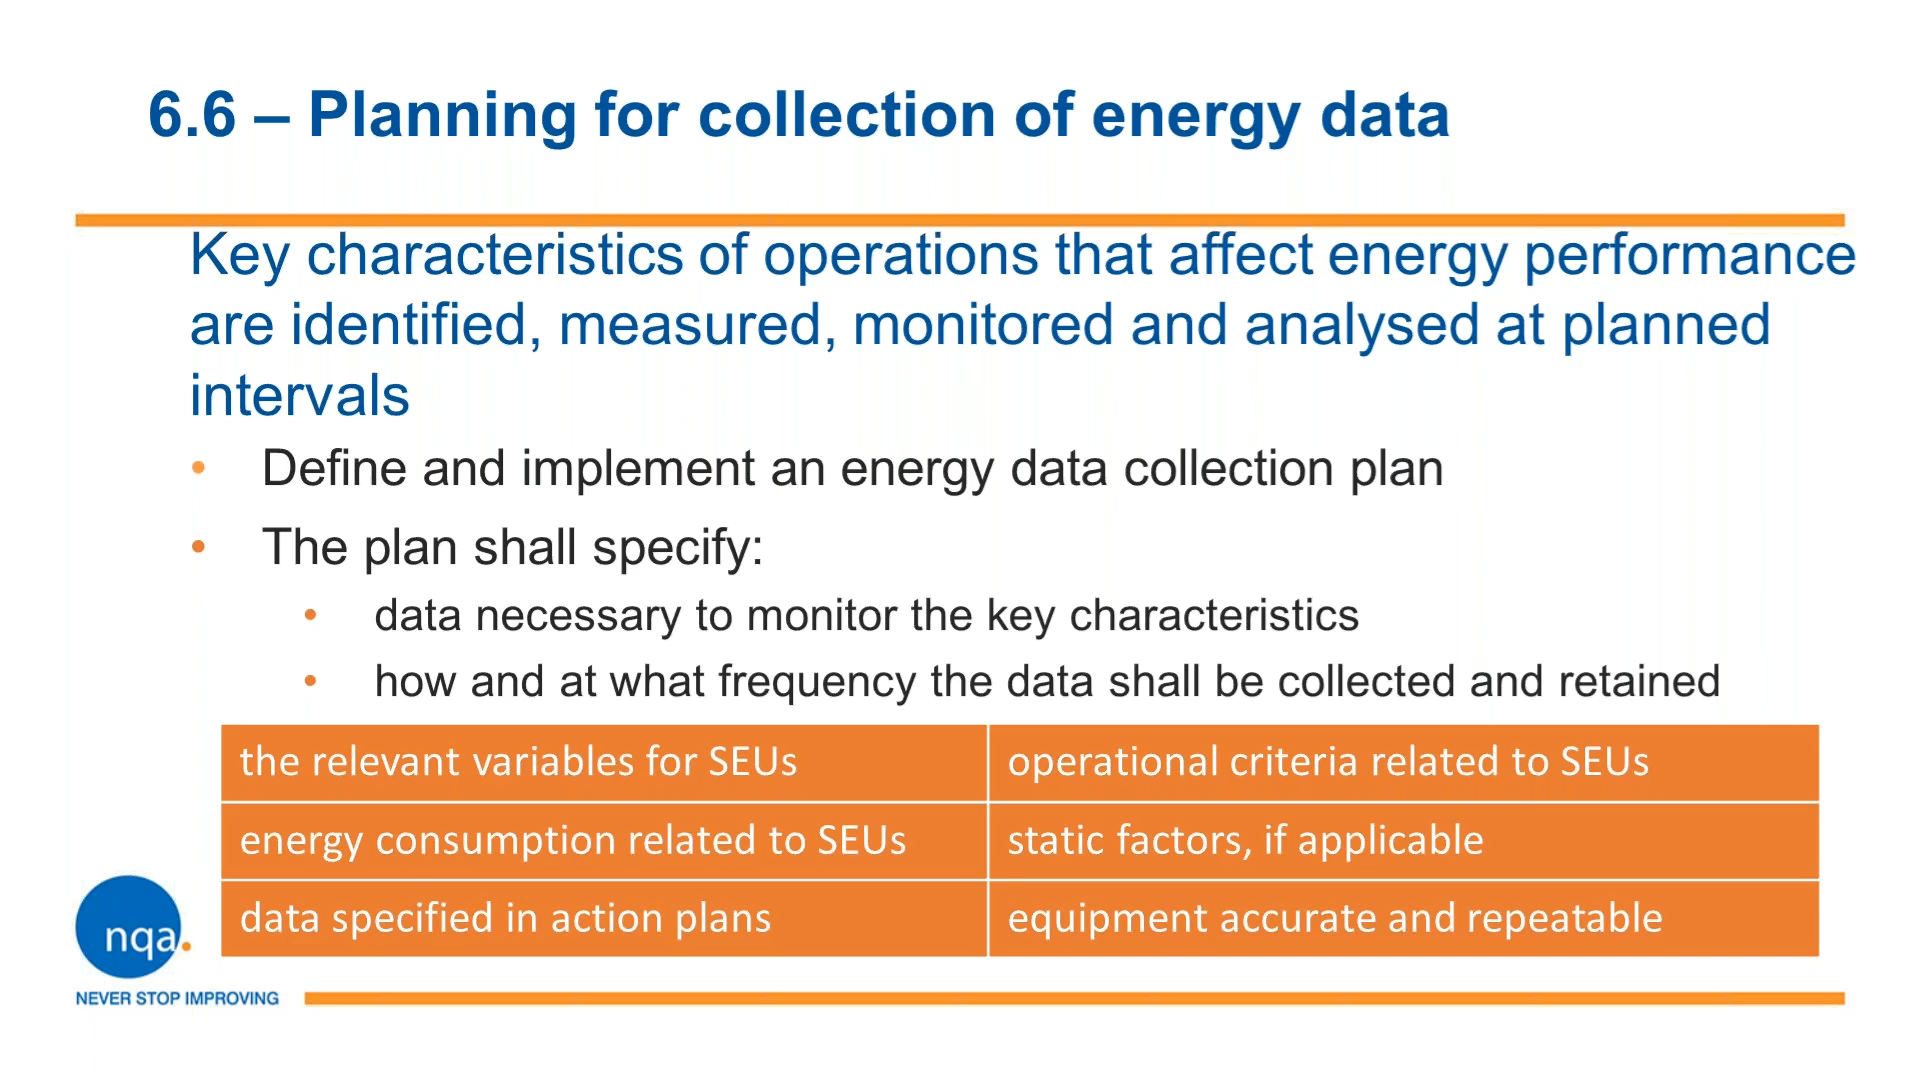 6.6 – Planning for collection of energy data
Key characteristics of operations that affect energy performance
are identified, measured, monitored and analysed at planned
intervals
• Define and implement an energy data collection plan
• The plan shall specify:
• data necessary to monitor the key characteristics
• how and at what frequency the data shall be collected and retained
the relevant variables for SEUs
operational criteria related to SEUs
energy consumption related to SEUs
static factors, if applicable
data specified in action plans
equipment accurate and repeatable
nqa.
NEVER STOP IMPROVING